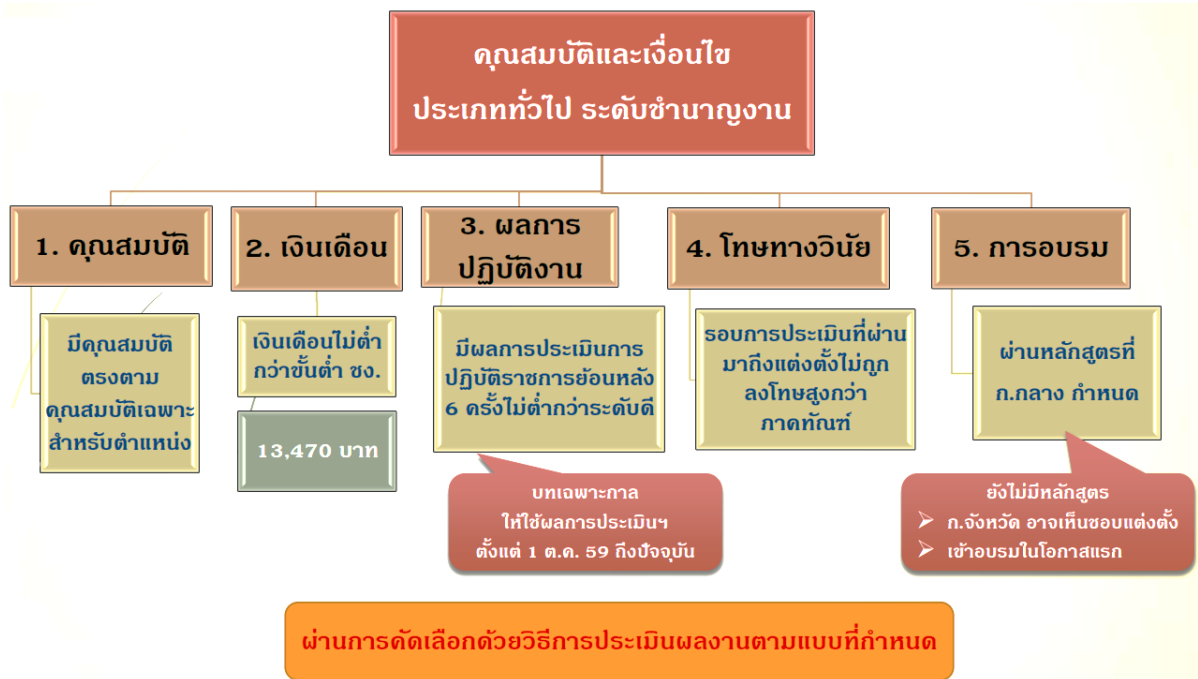 คุณสมบัติและเงื่อนไข
ประเภททั่วไป ระดับชำนาญงาน
1. คุณสมบัติ
มีคุณสมบัติ
ตรงตาม
คุณสมบัติเฉพาะ
สำหรับตำแหน่ง
2. เงินเดือน
เงินเดือนไม่ต่ำ
กว่าขั้นต่ำ ชง.
13,470 บาท
3. ผลการ
ปฏิบัติงาน
มีผลการประเมินการ
ปฏิบัติราชการย้อนหลัง
6 ครั้งไม่ต่ำกว่าระดับดี
บทเฉพาะกาล
ให้ใช้ผลการประเมินฯ
ตั้งแต่ 1 ต.ค. 59 ถึงปัจจุบัน
4. โทษทางวินัย
รอบการประเมินที่ผ่าน
มาถึงแต่งตั้งไม่ถูก
ลงโทษสูงกว่า
ภาคทัณฑ์
5. การอบรม
ผ่านหลักสูตรที่
ก.กลาง กำหนด
ยังไม่มีหลักสูตร
➢ ก.จังหวัด อาจเห็นชอบแต่งตั้ง
➢ เข้าอบรมในโอกาสแรก
ผ่านการคัดเลือกด้วยวิธีการประเมินผลงานตามแบบที่กำหนด